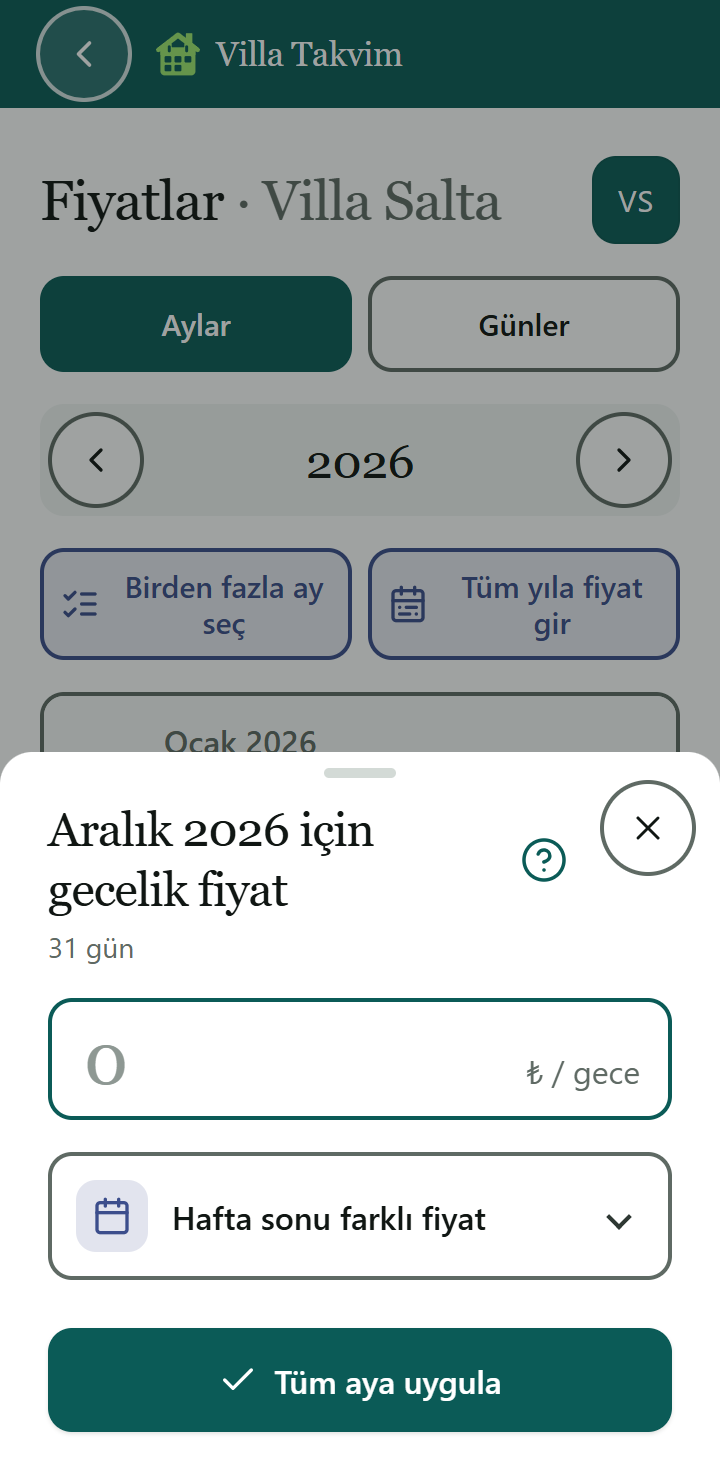 Villa Takvim
Fiyatlar · Villa Salta
VS
Aylar
Günler
2026
Birden fazla ay
seç
Tüm yıla fiyat
gir
Ocak 2026
Aralık 2026 için
gecelik fiyat
31 gün
0
₺ / gece
Hafta sonu farklı fiyat
Tüm aya uygula